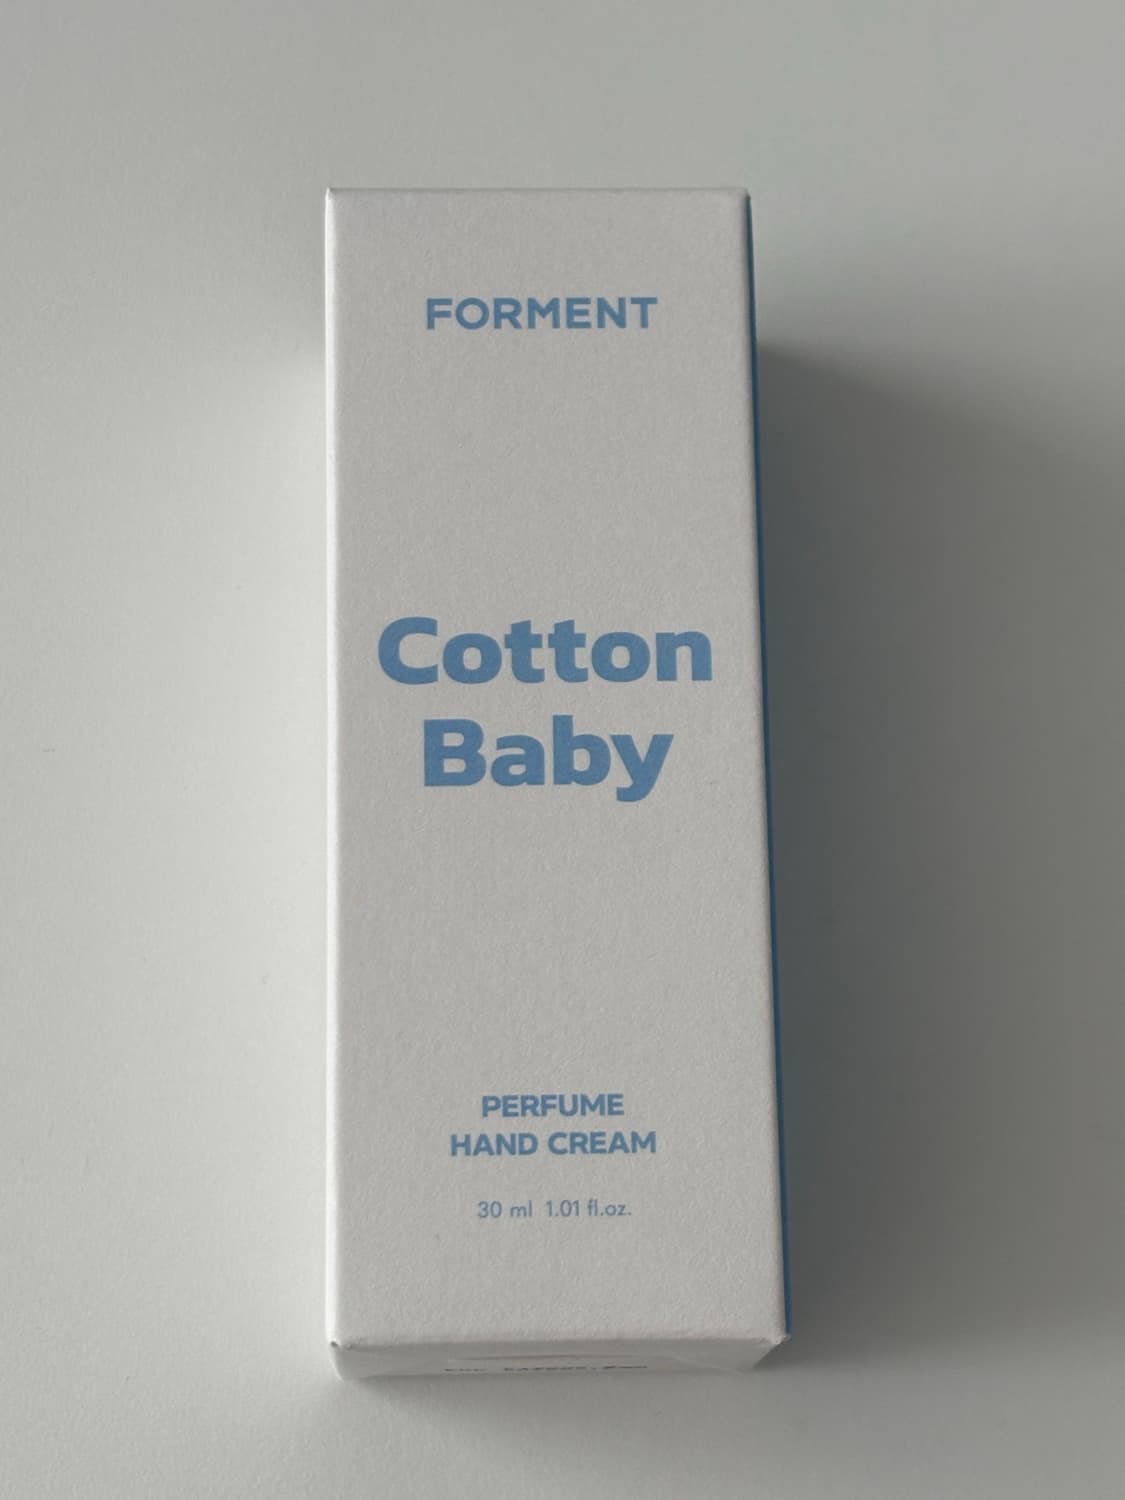 FORMENT
Cotton
Baby
PERFUME
HAND CREAM
30 ml 1.01 fl.oz.